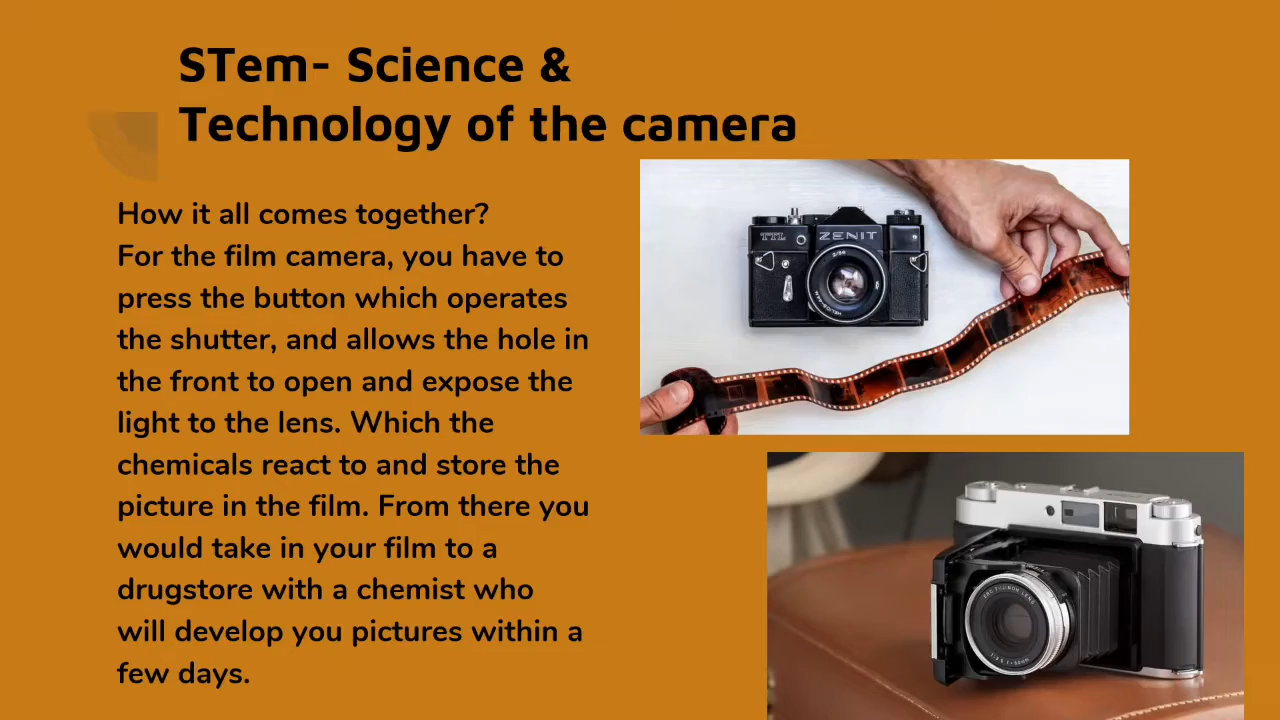 STem- Science &
Technology of the camera
How it all comes together?
For the film camera, you have to
press the button which operates
the shutter, and allows the hole in
the front to open and expose the
light to the lens. Which the
chemicals react to and store the
picture in the film. From there you
would take in your film to a
drugstore with a chemist who
will develop you pictures within a
few days.
TTL
ZENIT